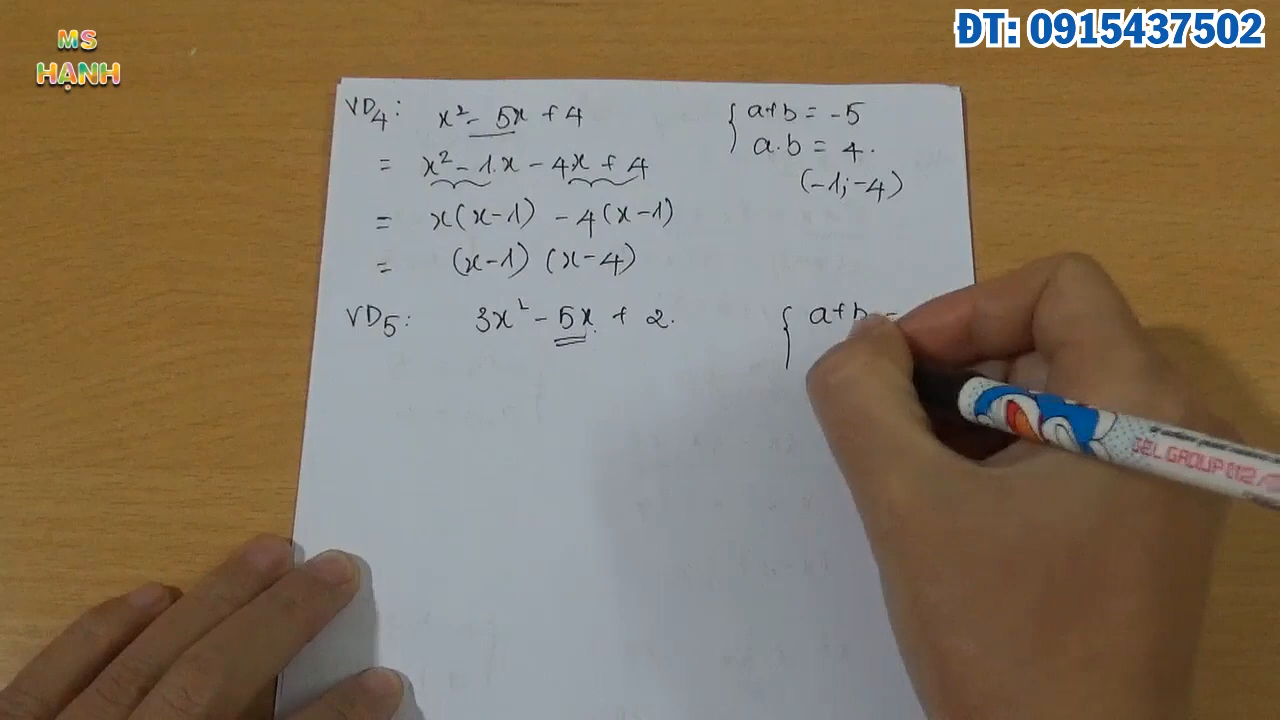 MS
HẠNH
ĐT: 0915437502
VD4: x² - 5x + 4
= x² - 1.x - 4x + 4
= x(x-1) - 4(x-1)
= (x-1) (x-4)
{ a+b = -5
a.b = 4.
(-1; -4)
VD5: 3x² - 5x + 2.
{ a+b =
GEL GROUP